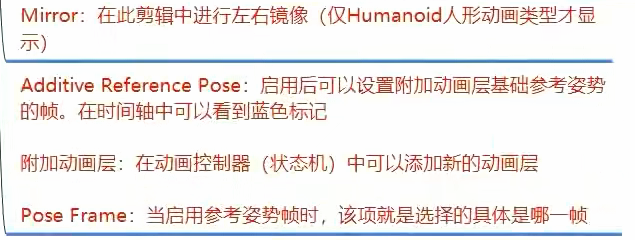 Mirror：在此剪辑中进行左右镜像（仅Humanoid人形动画类型才显
示）
Additive Reference Pose：启用后可以设置附加动画层基础参考姿势
的帧。在时间轴中可以看到蓝色标记
附加动画层：在动画控制器（状态机）中可以添加新的动画层
Pose Frame：当启用参考姿势帧时，该项就是选择的具体是哪一帧